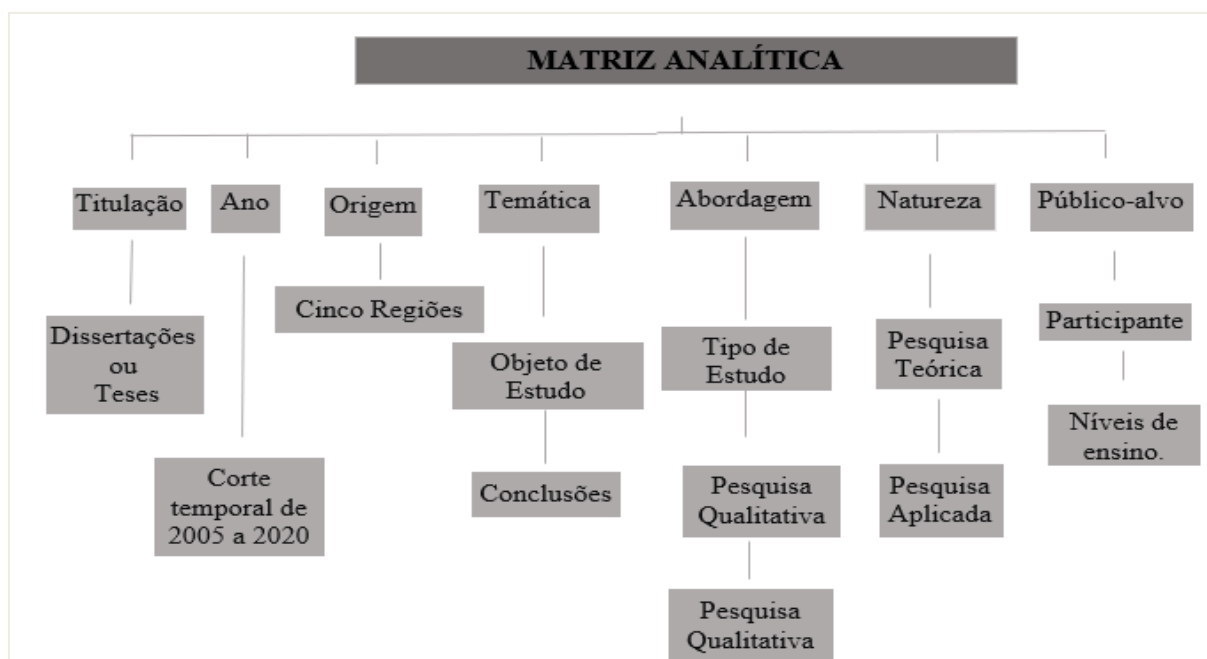 MATRIZ ANALÍTICA
Titulação
Ano
Origem
Temática
Abordagem
Natureza
Público-alvo
Dissertações
ou
Teses
Corte
temporal de
2005 a 2020
Cinco Regiões
Objeto de
Estudo
Conclusões
Tipo de
Estudo
Pesquisa
Qualitativa
Pesquisa
Qualitativa
Pesquisa
Teórica
Pesquisa
Aplicada
Participante
Níveis de
ensino.